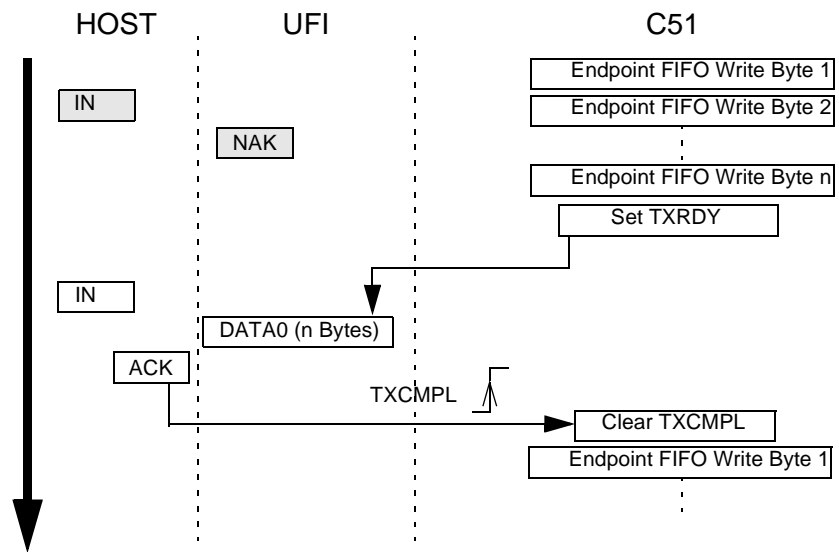 HOST UFI C51
Endpoint FIFO Write Byte 1
IN
Endpoint FIFO Write Byte 2
NAK
Endpoint FIFO Write Byte n
Set TXRDY
IN
DATA0 (n Bytes)
ACK
TXCMPL
Clear TXCMPL
Endpoint FIFO Write Byte 1